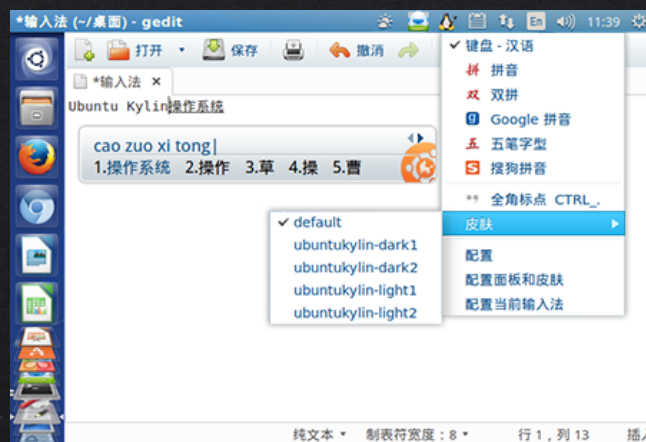 *输入法 (~/桌面) - gedit
En
11:39
打开
保存
撤消
*输入法 ×
Ubuntu Kylin操作系统
cao zuo xi tong
1.操作系统 2.操作 3.草 4.操 5.曹
✓ 键盘 - 汉语
拼 拼音
双 双拼
g Google 拼音
五 五笔字型
S 搜狗拼音
全角标点 CTRL_.
皮肤
配置
配置面板和皮肤
配置当前输入法
✓ default
ubuntukylin-dark1
ubuntukylin-dark2
ubuntukylin-light1
ubuntukylin-light2
纯文本
制表符宽度：8
行 1，列 13
插入